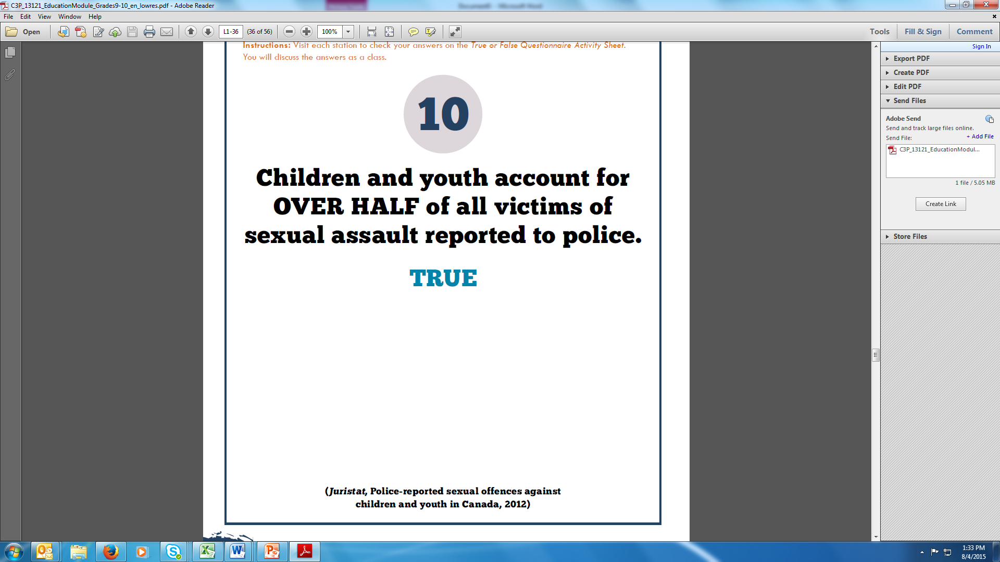 C3P_13121_EducationModule_Grades9-10_en_lowres.pdf - Adobe Reader
File Edit View Window Help
Open
L1-36
(36 of 56)
100%
Tools
Fill & Sign
Comment
Sign In
Export PDF
Create PDF
Edit PDF
Send Files
Adobe Send
Send and track large files online.
Send File:
+ Add File
C3P_13121_EducationModul...
1 file / 5.05 MB
Create Link
Store Files
Instructions: Visit each station to check your answers on the True or False Questionnaire Activity Sheet.
You will discuss the answers as a class.
10
Children and youth account for
OVER HALF of all victims of
sexual assault reported to police.
TRUE
(Juristat, Police-reported sexual offences against
children and youth in Canada, 2012)
1:33 PM
8/4/2015